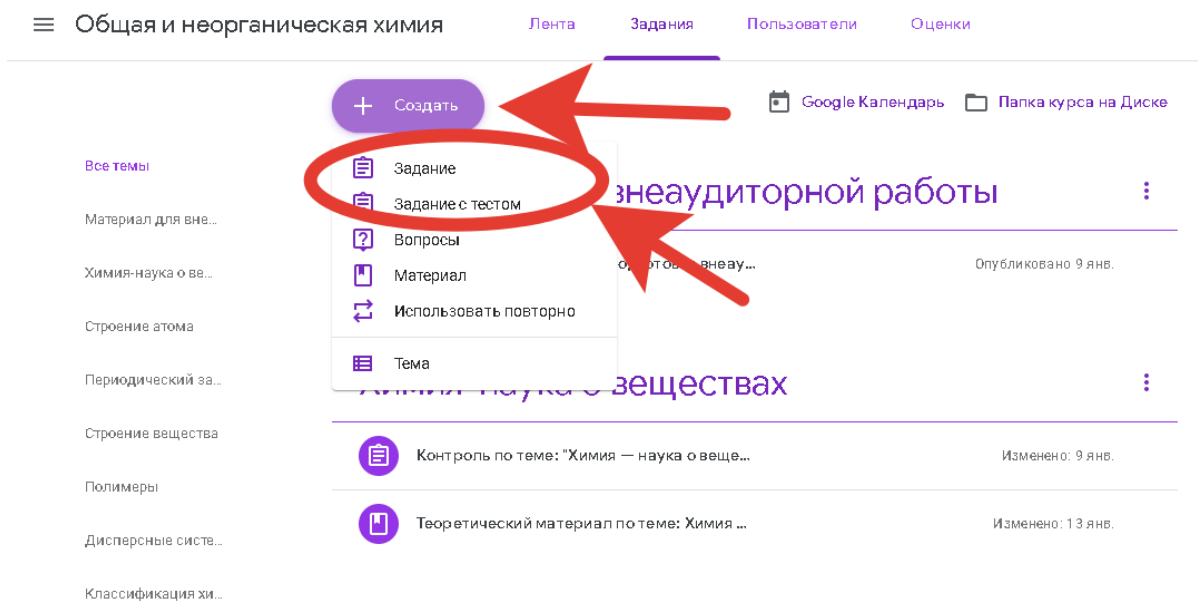 Общая и неорганическая химия
Лента
Задания
Пользователи
Оценки
Создать
Google Календарь
Папка курса на Диске
Все темы
Материал для вне...
Химия-наука о ве...
Строение атома
Периодический за...
Строение вещества
Полимеры
Дисперсные систе...
Классификация хи...
Задание
Задание с тестом
Вопросы
Материал
Использовать повторно
Тема
внеаудиторной работы
внеау...
Опубликовано 9 янв.
Химия-наука о веществах
Контроль по теме: "Химия — наука о веще...
Изменено: 9 янв.
Теоретический материал по теме: Химия ...
Изменено: 13 янв.